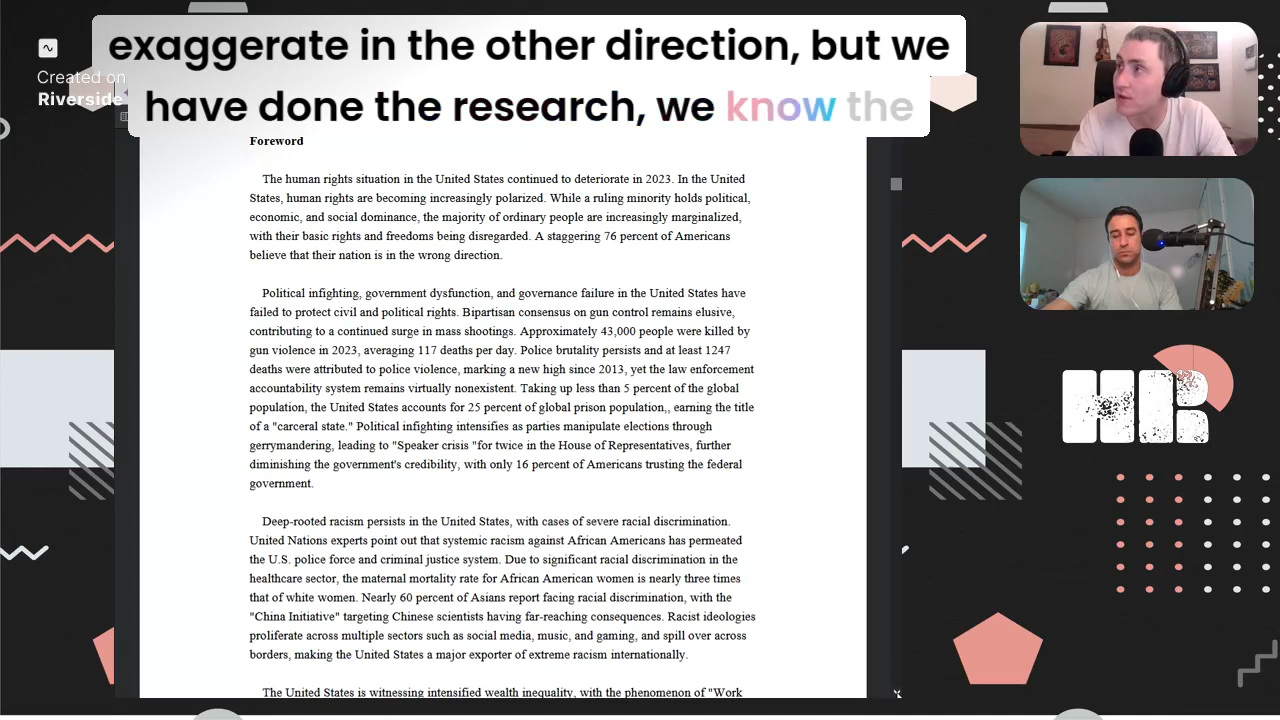 exaggerate in the other direction, but we
have done the research, we know the
Created on
Riverside
Foreword
The human rights situation in the United States continued to deteriorate in 2023. In the United
States, human rights are becoming increasingly polarized. While a ruling minority holds political,
economic, and social dominance, the majority of ordinary people are increasingly marginalized,
with their basic rights and freedoms being disregarded. A staggering 76 percent of Americans
believe that their nation is in the wrong direction.
Political infighting, government dysfunction, and governance failure in the United States have
failed to protect civil and political rights. Bipartisan consensus on gun control remains elusive,
contributing to a continued surge in mass shootings. Approximately 43,000 people were killed by
gun violence in 2023, averaging 117 deaths per day. Police brutality persists and at least 1247
deaths were attributed to police violence, marking a new high since 2013, yet the law enforcement
accountability system remains virtually nonexistent. Taking up less than 5 percent of the global
population, the United States accounts for 25 percent of global prison population,, earning the title
of a "carceral state." Political infighting intensifies as parties manipulate elections through
gerrymandering, leading to "Speaker crisis "for twice in the House of Representatives, further
diminishing the government's credibility, with only 16 percent of Americans trusting the federal
government.
Deep-rooted racism persists in the United States, with cases of severe racial discrimination.
United Nations experts point out that systemic racism against African Americans has permeated
the U.S. police force and criminal justice system. Due to significant racial discrimination in the
healthcare sector, the maternal mortality rate for African American women is nearly three times
that of white women. Nearly 60 percent of Asians report facing racial discrimination, with the
"China Initiative" targeting Chinese scientists having far-reaching consequences. Racist ideologies
proliferate across multiple sectors such as social media, music, and gaming, and spill over across
borders, making the United States a major exporter of extreme racism internationally.
The United States is witnessing intensified wealth inequality, with the phenomenon of "Work
HR